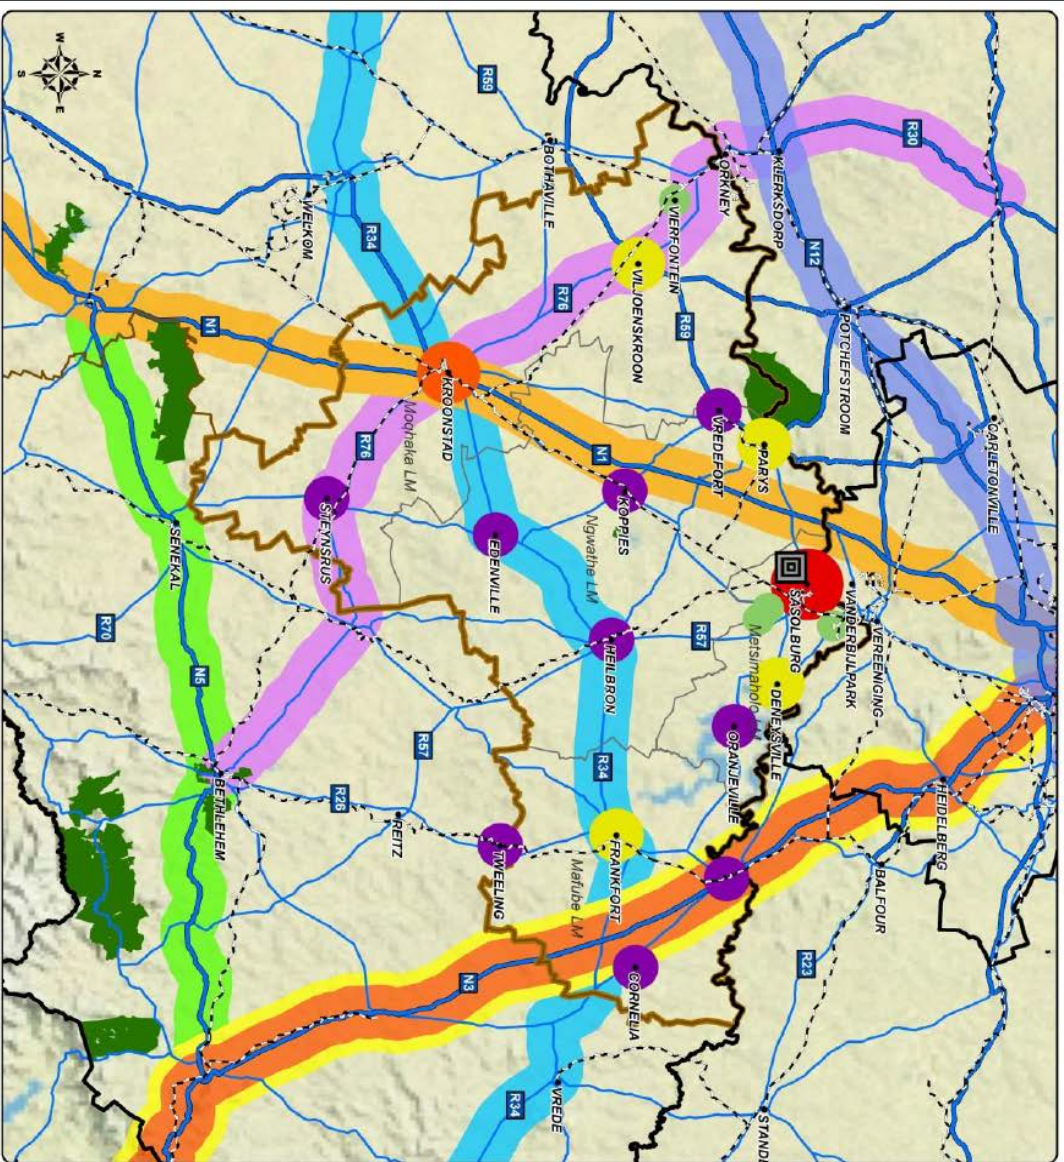 CARLETONVILLE
HEIDELBERG
R30
BALFOUR
VEREENIGING
VANDERBIJLPARK
POTCHEFSTROOM
N12
R23
SASOLBURG
KLERKSDORP
DENEYSVILLE
STAND
PARYS
Metsimaholo
ORANJEVILLE
ORKNEY
VREDEFORT
R57
R59
VIERFONTEIN
VILJOENSKROON
CORNELIA
KOPPIES
FRANKFORT
HEILBRON
N1
R34
Ngwathe LM
Mafube LM
R76
VREDE
BOTHAVILLE
R34
TWEELING
EDENVILLE
R59
N3
KROONSTAD
R57
Moqhaka LM
REITZ
R34
R76
R26
STEYNSRUS
WELKOM
BETHLEHEM
N1
N5
SENEKAL
R70
N
W
E
S